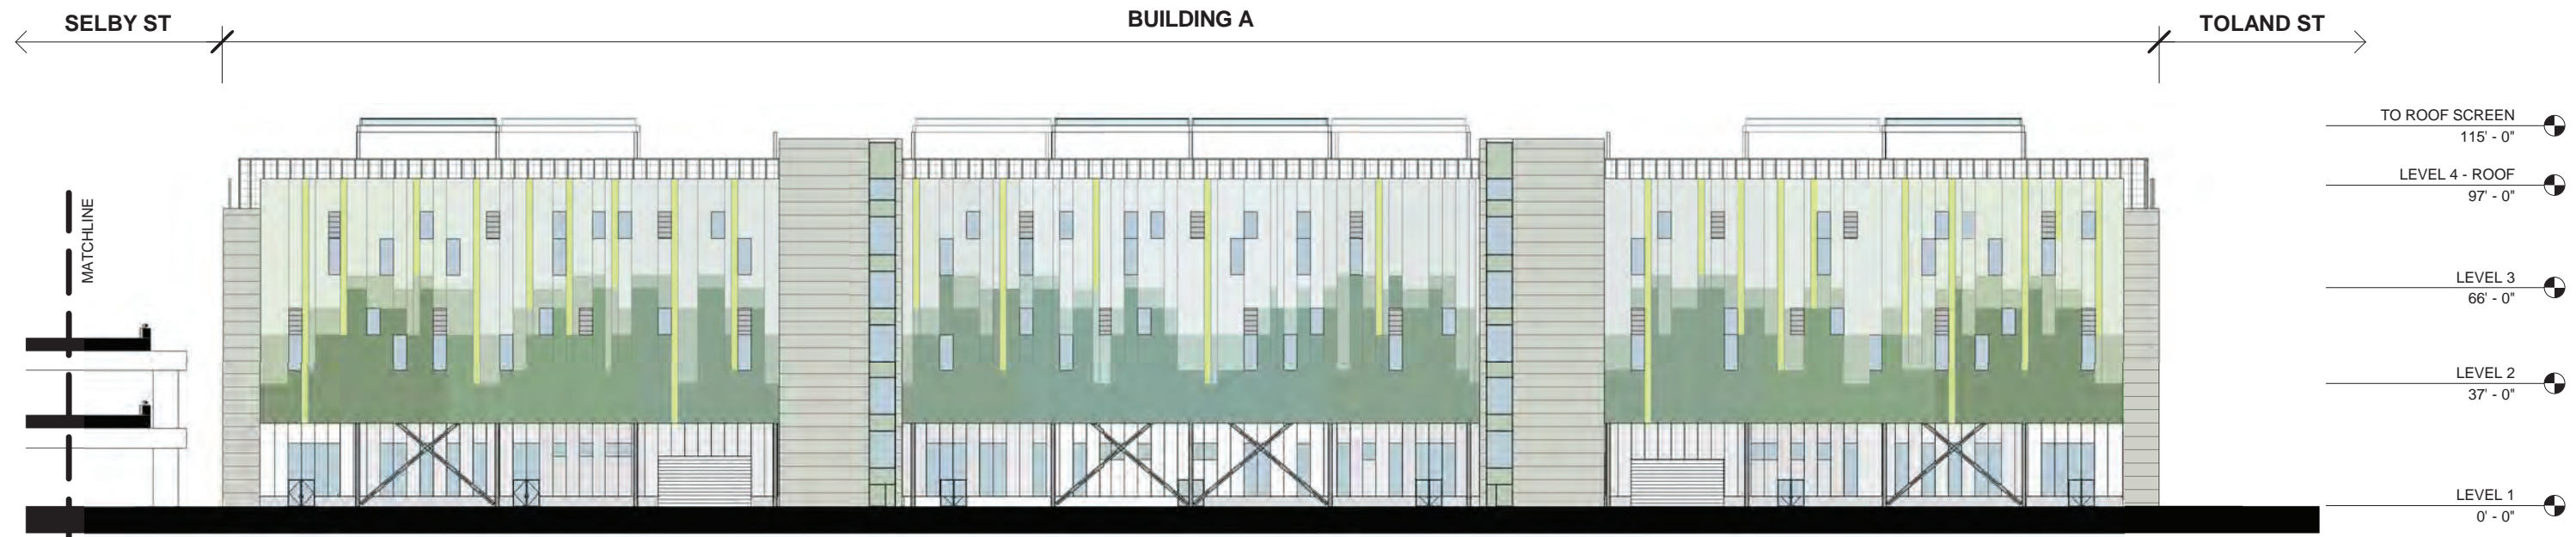 SELBY ST
BUILDING A
TOLAND ST
TO ROOF SCREEN
115' - 0"
LEVEL 4 - ROOF
97' - 0"
MATCHLINE
LEVEL 3
66' - 0"
LEVEL 2
37' - 0"
LEVEL 1
0' - 0"